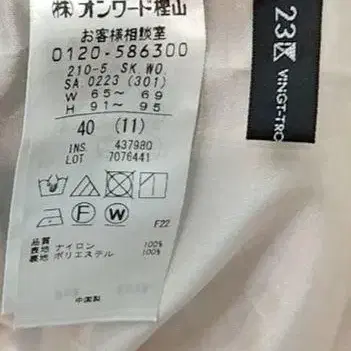 ㈱オンワード樫山
お客様相談室
0120-586300
210-5 SK.WO
SA.0223 (301)
W 65~ 69
H 91~ 95
40 (11)
INS. 437980
LOT 7076441
F W
F22
品質
表地 ナイロン 100%
裏地 ポリエステル 100%
中国製
23区
VINGT-TRO